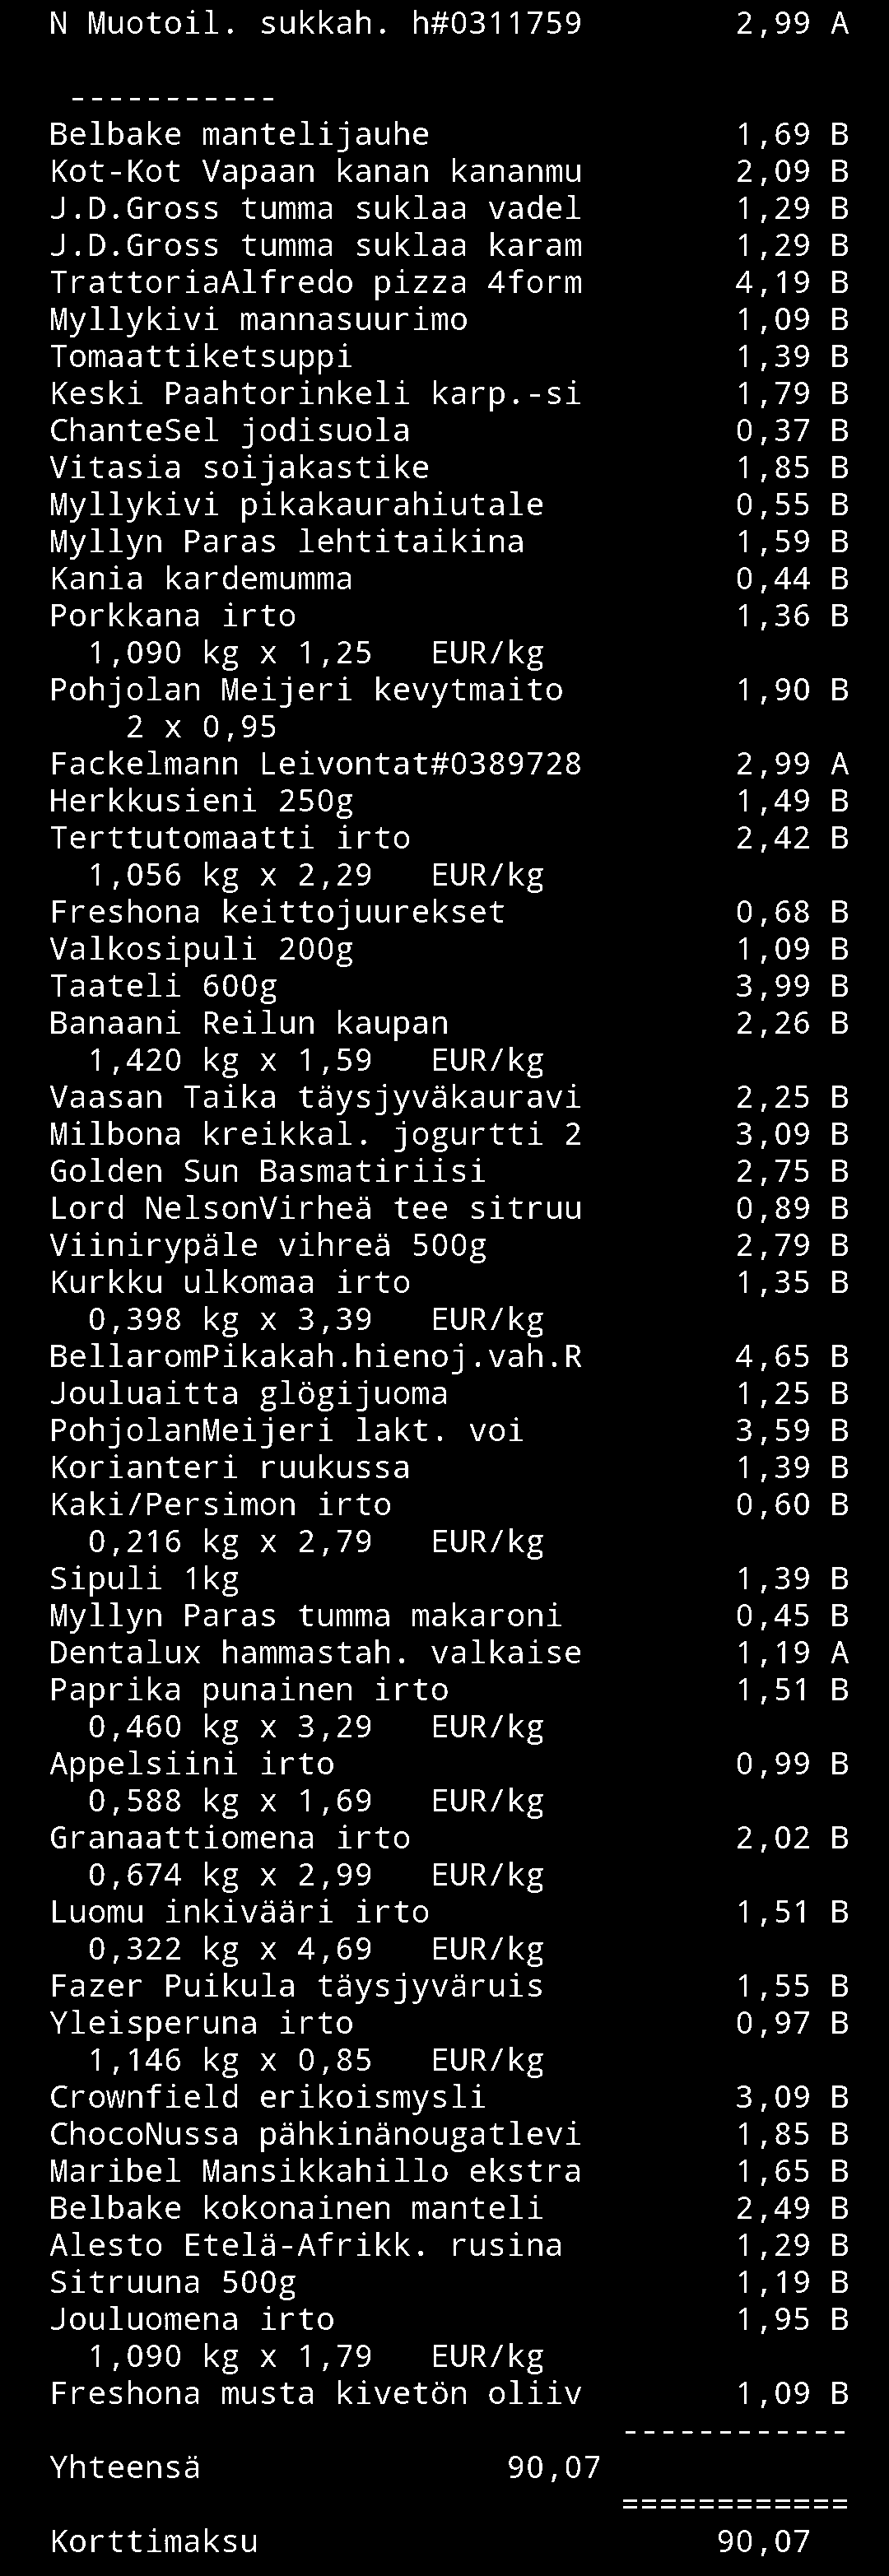 N Muotoil. sukkah. h#0311759 2,99 A
-----------
Belbake mantelijauhe 1,69 B
Kot-Kot Vapaan kanan kananmu 2,09 B
J.D.Gross tumma suklaa vadel 1,29 B
J.D.Gross tumma suklaa karam 1,29 B
TrattoriaAlfredo pizza 4form 4,19 B
Myllykivi mannasuurimo 1,09 B
Tomaattiketsuppi 1,39 B
Keski Paahtorinkeli karp.-si 1,79 B
ChanteSel jodisuola 0,37 B
Vitasia soijakastike 1,85 B
Myllykivi pikakaurahiutale 0,55 B
Myllyn Paras lehtitaikina 1,59 B
Kania kardemumma 0,44 B
Porkkana irto 1,36 B
1,090 kg x 1,25 EUR/kg
Pohjolan Meijeri kevytmaito 1,90 B
2 x 0,95
Fackelmann Leivontat#0389728 2,99 A
Herkkusieni 250g 1,49 B
Terttutomaatti irto 2,42 B
1,056 kg x 2,29 EUR/kg
Freshona keittojuurekset 0,68 B
Valkosipuli 200g 1,09 B
Taateli 600g 3,99 B
Banaani Reilun kaupan 2,26 B
1,420 kg x 1,59 EUR/kg
Vaasan Taika täysjyväkauravi 2,25 B
Milbona kreikkal. jogurtti 2 3,09 B
Golden Sun Basmatiriisi 2,75 B
Lord NelsonVirheä tee sitruu 0,89 B
Viinirypäle vihreä 500g 2,79 B
Kurkku ulkomaa irto 1,35 B
0,398 kg x 3,39 EUR/kg
BellaromPikakah.hienoj.vah.R 4,65 B
Jouluaitta glögijuoma 1,25 B
PohjolanMeijeri lakt. voi 3,59 B
Korianteri ruukussa 1,39 B
Kaki/Persimon irto 0,60 B
0,216 kg x 2,79 EUR/kg
Sipuli 1kg 1,39 B
Myllyn Paras tumma makaroni 0,45 B
Dentalux hammastah. valkaise 1,19 A
Paprika punainen irto 1,51 B
0,460 kg x 3,29 EUR/kg
Appelsiini irto 0,99 B
0,588 kg x 1,69 EUR/kg
Granaattiomena irto 2,02 B
0,674 kg x 2,99 EUR/kg
Luomu inkivääri irto 1,51 B
0,322 kg x 4,69 EUR/kg
Fazer Puikula täysjyväruis 1,55 B
Yleisperuna irto 0,97 B
1,146 kg x 0,85 EUR/kg
Crownfield erikoismysli 3,09 B
ChocoNussa pähkinänougatlevi 1,85 B
Maribel Mansikkahillo ekstra 1,65 B
Belbake kokonainen manteli 2,49 B
Alesto Etelä-Afrikk. rusina 1,29 B
Sitruuna 500g 1,19 B
Jouluomena irto 1,95 B
1,090 kg x 1,79 EUR/kg
Freshona musta kivetön oliiv 1,09 B
------------
Yhteensä 90,07
============
Korttimaksu 90,07